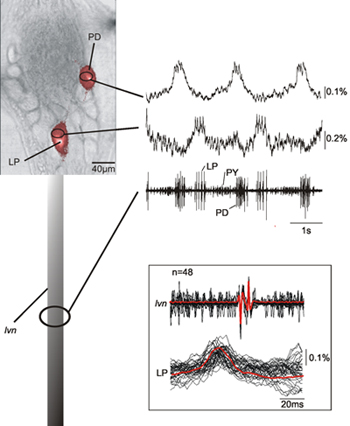 PD
LP
40µm
0.1%
0.2%
LP
PY
PD
1s
lvn
n=48
lvn
LP
0.1%
20ms